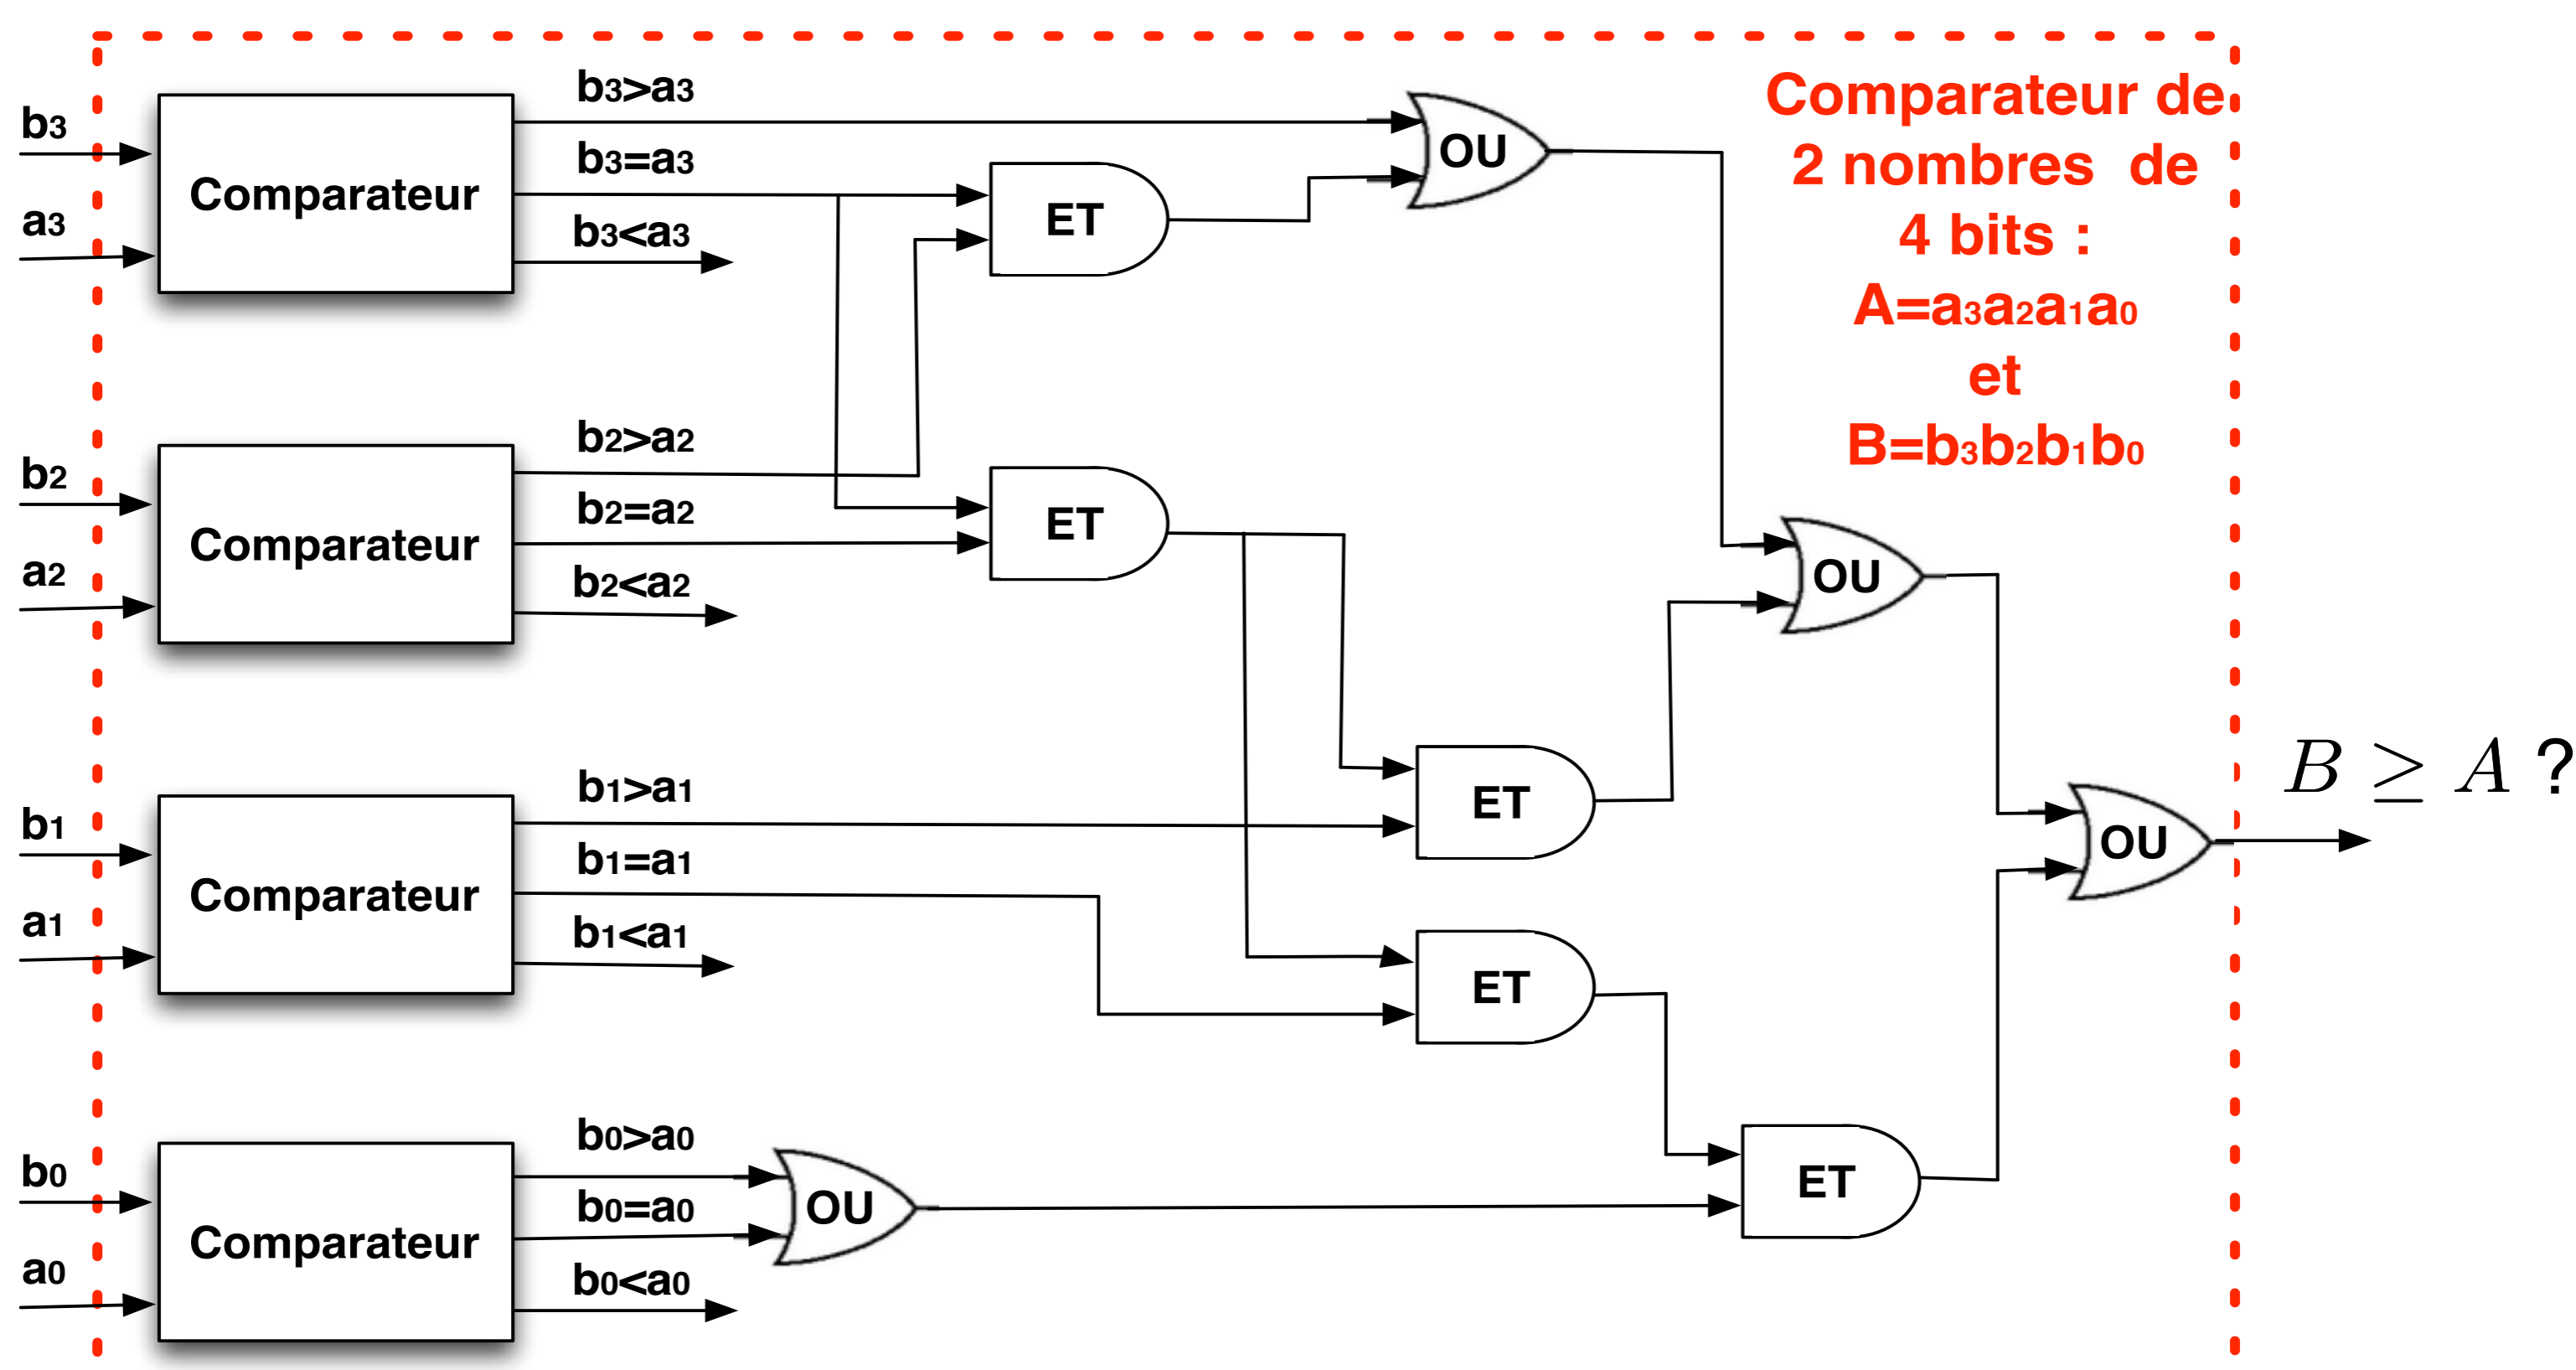 b3>a3
b3
b3=a3
Comparateur
a3
b3<a3
ET
OU
Comparateur de
2 nombres de
4 bits :
A=a3a2a1a0
et
B=b3b2b1b0
b2>a2
b2
b2=a2
Comparateur
a2
b2<a2
ET
OU
b1>a1
b1
b1=a1
Comparateur
a1
b1<a1
ET
ET
OU
B ≥ A ?
b0>a0
b0
b0=a0
Comparateur
a0
b0<a0
OU
ET